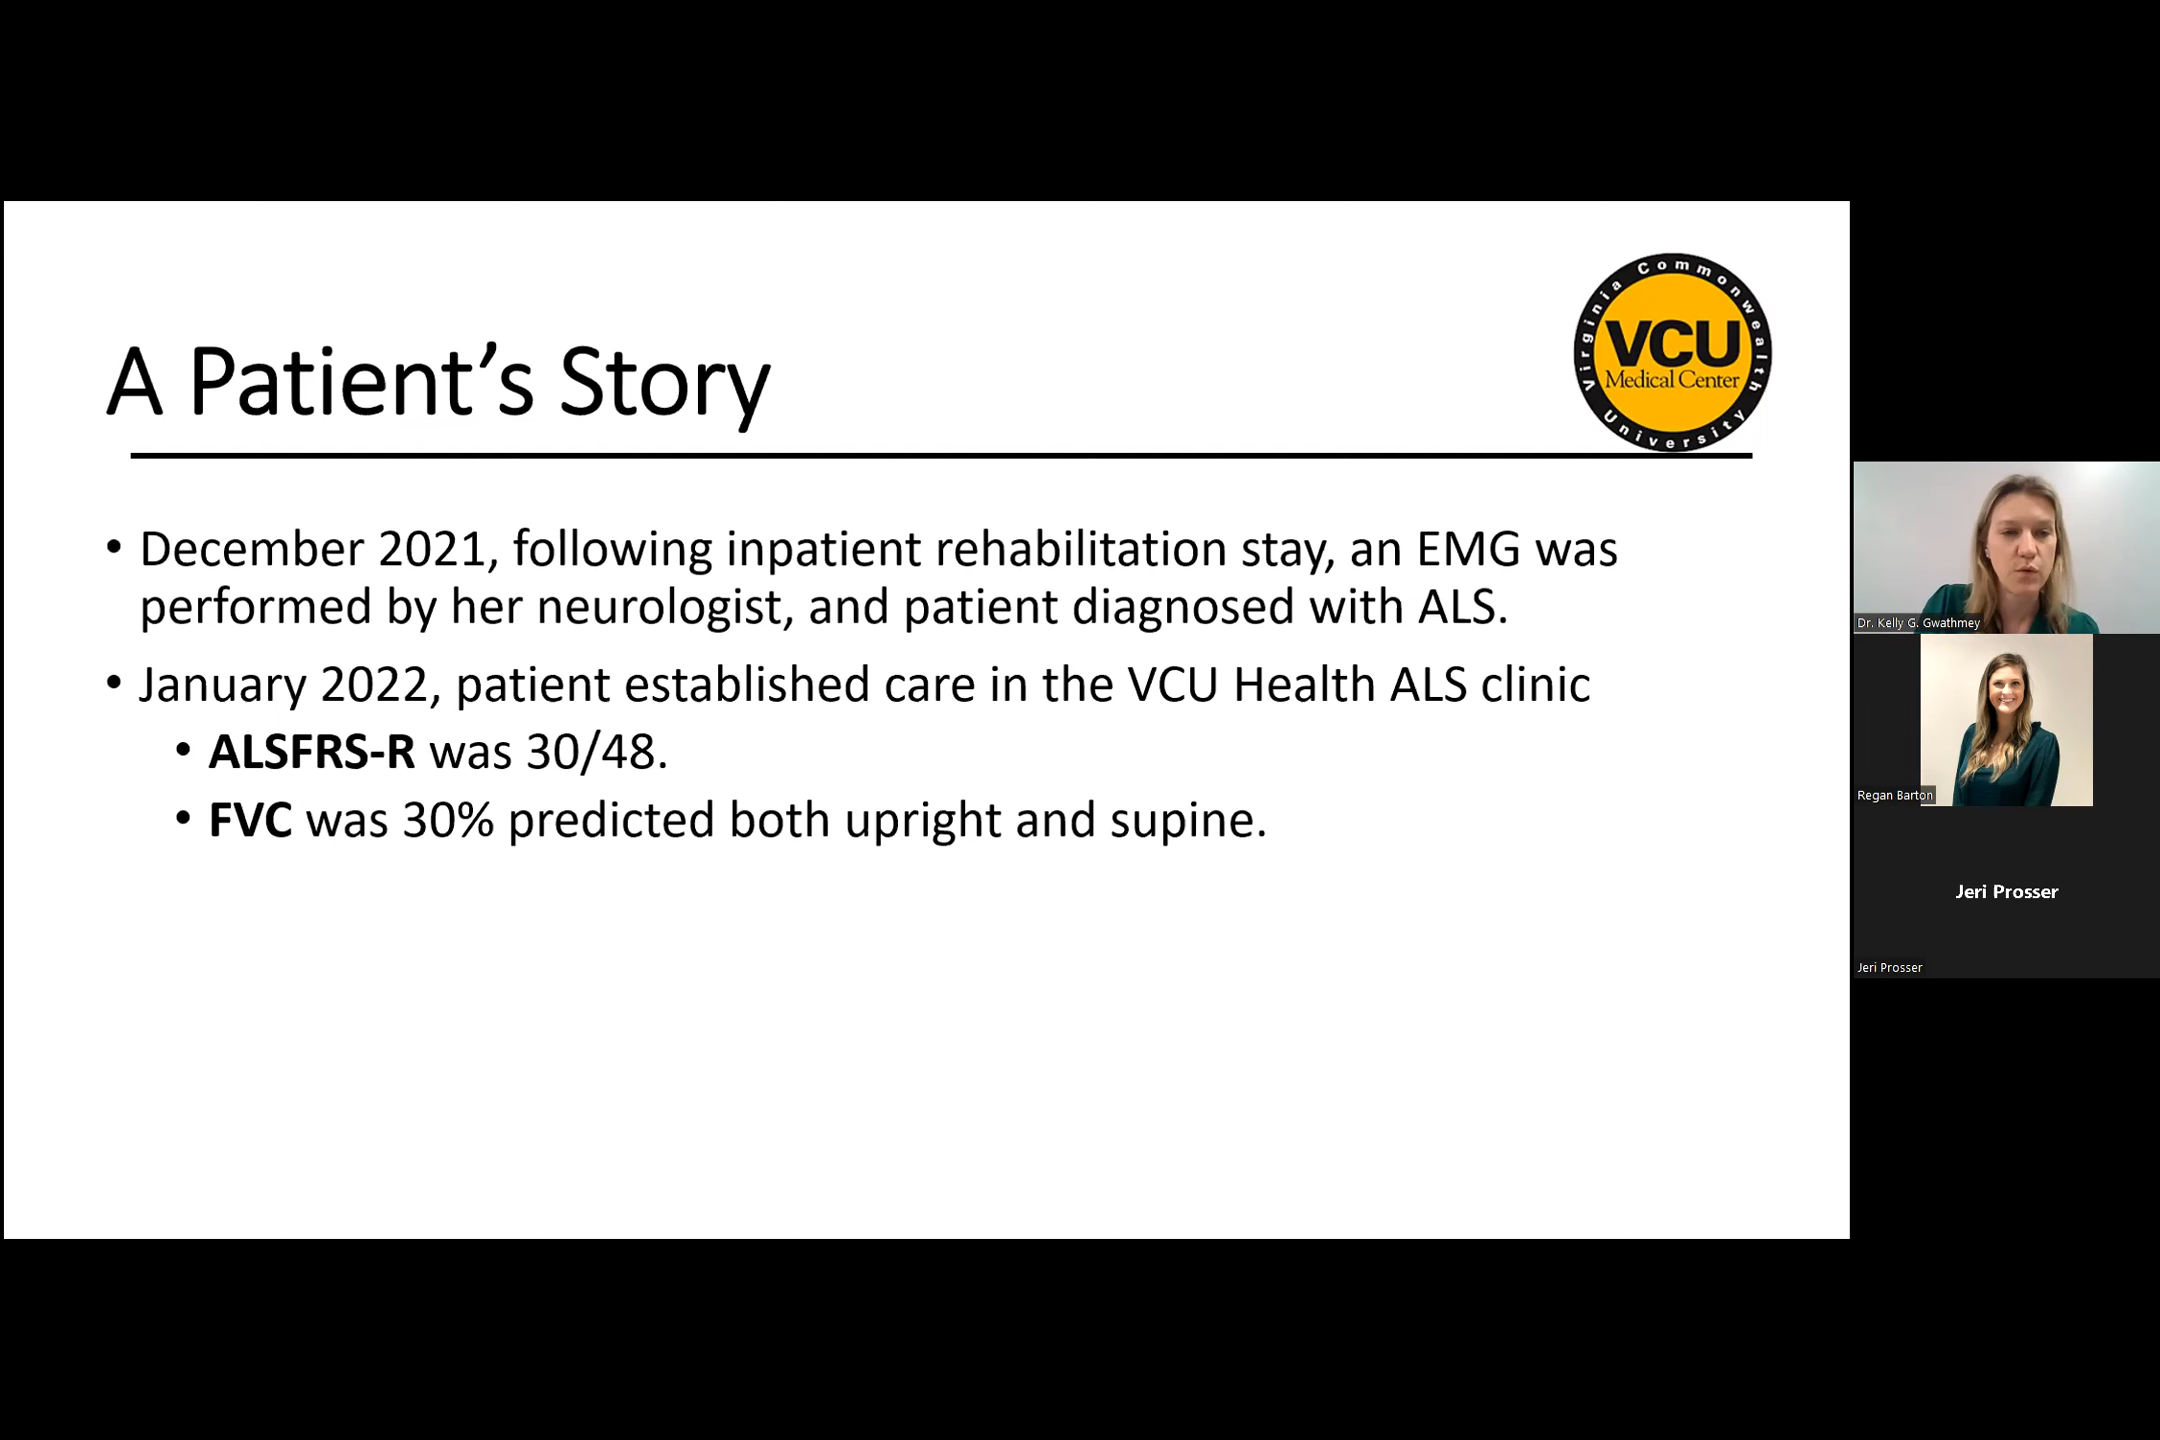 A Patient’s Story
Virginia Commonwealth University
VCU
Medical Center
• December 2021, following inpatient rehabilitation stay, an EMG was
performed by her neurologist, and patient diagnosed with ALS.
• January 2022, patient established care in the VCU Health ALS clinic
• ALSFRS-R was 30/48.
• FVC was 30% predicted both upright and supine.
Dr. Kelly G. Gwathmey
Regan Barton
Jeri Prosser
Jeri Prosser